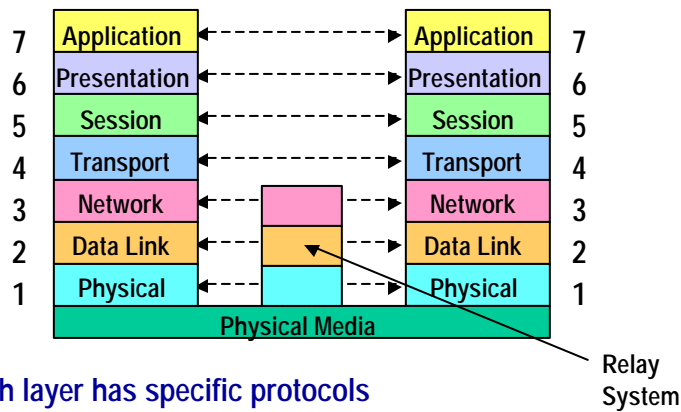 7 Application Application 7
6 Presentation Presentation 6
5 Session Session 5
4 Transport Transport 4
3 Network Network 3
2 Data Link Data Link 2
1 Physical Physical 1
Physical Media
Relay
System
layer has specific protocols